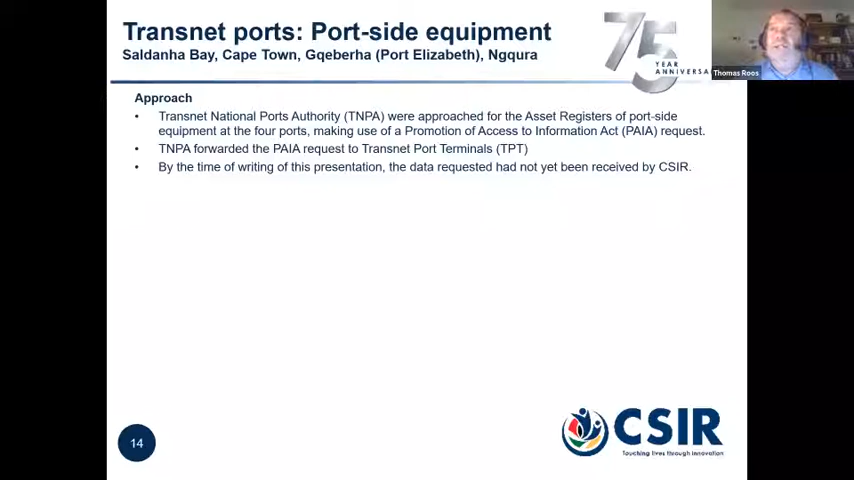 Transnet ports: Port-side equipment
Saldanha Bay, Cape Town, Gqeberha (Port Elizabeth), Ngqura
75
YEAR
ANNIVERSA
Thomas Roos
Approach
• Transnet National Ports Authority (TNPA) were approached for the Asset Registers of port-side
equipment at the four ports, making use of a Promotion of Access to Information Act (PAIA) request.
• TNPA forwarded the PAIA request to Transnet Port Terminals (TPT)
• By the time of writing of this presentation, the data requested had not yet been received by CSIR.
14
CSIR
Touching lives through innovation